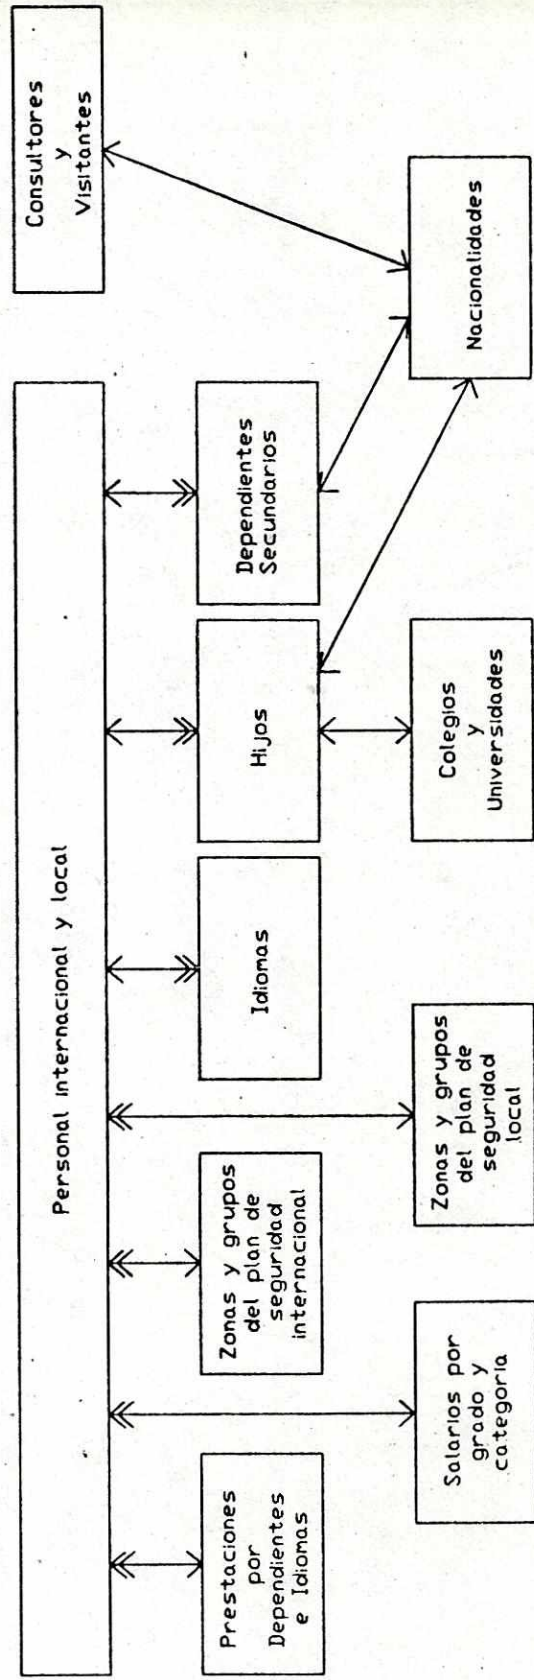 Personal internacional y local
Consultores
y
Visitantes
Prestaciones
por
Dependientes
e Idiomas
Zonas y grupos
del plan de
seguridad
internacional
Idiomas
Hijos
Dependientes
Secundarios
Salarios por
grado y
categoría
Zonas y grupos
del plan de
seguridad
local
Colegios
y
Universidades
Nacionalidades